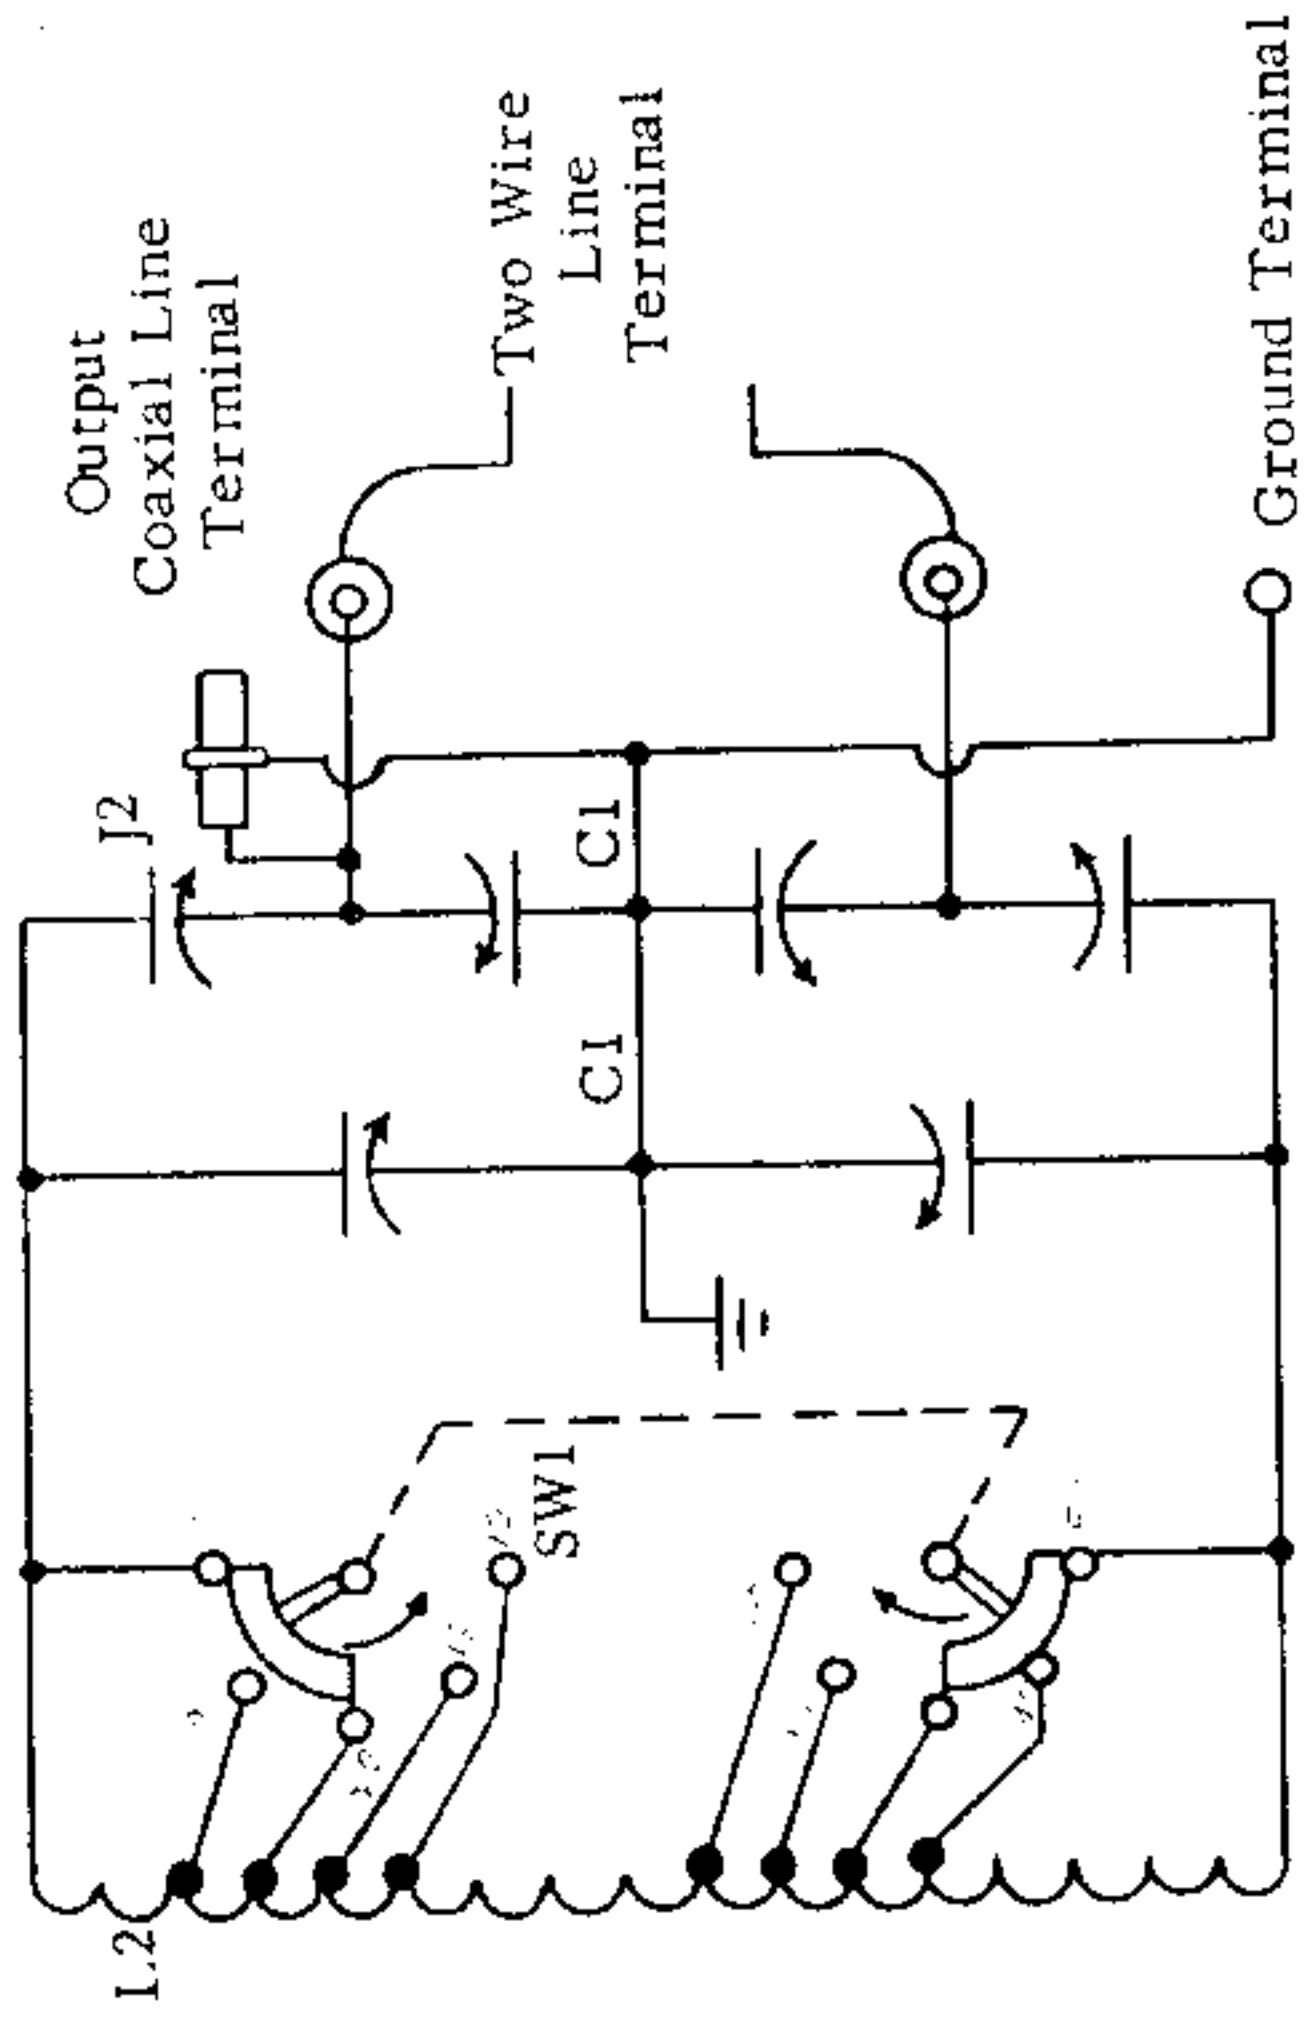 Output
Coaxial Line
Terminal
J2
Two Wire
Line
Terminal
C1
C1
Ground Terminal
SW1
L2